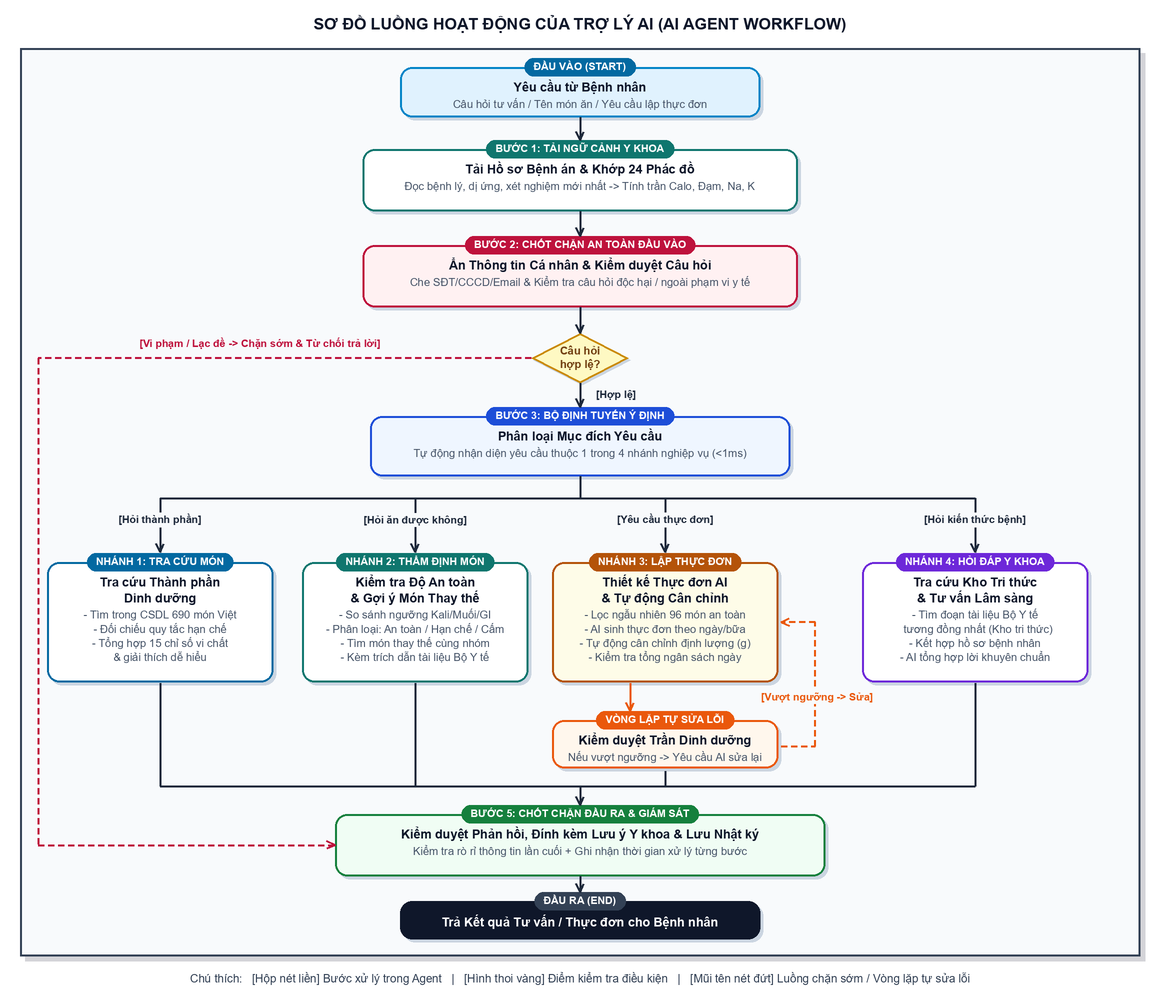 SƠ ĐỒ LUỒNG HOẠT ĐỘNG CỦA TRỢ LÝ AI (AI AGENT WORKFLOW)
ĐẦU VÀO (START)
Yêu cầu từ Bệnh nhân
Câu hỏi tư vấn / Tên món ăn / Yêu cầu lập thực đơn
BƯỚC 1: TẢI NGỮ CẢNH Y KHOA
Tải Hồ sơ Bệnh án & Khớp 24 Phác đồ
Đọc bệnh lý, dị ứng, xét nghiệm mới nhất -> Tính trần Calo, Đạm, Na, K
BƯỚC 2: CHỐT CHẶN AN TOÀN ĐẦU VÀO
Ẩn Thông tin Cá nhân & Kiểm duyệt Câu hỏi
Che SĐT/CCCD/Email & Kiểm tra câu hỏi độc hại / ngoài phạm vi y tế
[Vi phạm / Lạc đề -> Chặn sớm & Từ chối trả lời]
Câu hỏi
hợp lệ?
[Hợp lệ]
BƯỚC 3: BỘ ĐỊNH TUYẾN Ý ĐỊNH
Phân loại Mục đích Yêu cầu
Tự động nhận diện yêu cầu thuộc 1 trong 4 nhánh nghiệp vụ (<1ms)
[Hỏi thành phần]
[Hỏi ăn được không]
[Yêu cầu thực đơn]
[Hỏi kiến thức bệnh]
NHÁNH 1: TRA CỨU MÓN
Tra cứu Thành phần
Dinh dưỡng
- Tìm trong CSDL 690 món Việt
- Đối chiếu quy tắc hạn chế
- Tổng hợp 15 chỉ số vi chất
& giải thích dễ hiểu
NHÁNH 2: THẨM ĐỊNH MÓN
Kiểm tra Độ An toàn
& Gợi ý Món Thay thế
- So sánh ngưỡng Kali/Muối/GI
- Phân loại: An toàn / Hạn chế / Cấm
- Tìm món thay thế cùng nhóm
- Kèm trích dẫn tài liệu Bộ Y tế
NHÁNH 3: LẬP THỰC ĐƠN
Thiết kế Thực đơn AI
& Tự động Cân chỉnh
- Lọc ngẫu nhiên 96 món an toàn
- AI sinh thực đơn theo ngày/bữa
- Tự động cân chỉnh định lượng (g)
- Kiểm tra tổng ngân sách ngày
NHÁNH 4: HỎI ĐÁP Y KHOA
Tra cứu Kho Tri thức
& Tư vấn Lâm sàng
- Tìm đoạn tài liệu Bộ Y tế
tương đồng nhất (Kho tri thức)
- Kết hợp hồ sơ bệnh nhân
- AI tổng hợp lời khuyên chuẩn
[Vượt ngưỡng -> Sửa]
VÒNG LẶP TỰ SỬA LỖI
Kiểm duyệt Trần Dinh dưỡng
Nếu vượt ngưỡng -> Yêu cầu AI sửa lại
BƯỚC 5: CHỐT CHẶN ĐẦU RA & GIÁM SÁT
Kiểm duyệt Phản hồi, Đính kèm Lưu ý Y khoa & Lưu Nhật ký
Kiểm tra rò rỉ thông tin lần cuối + Ghi nhận thời gian xử lý từng bước
ĐẦU RA (END)
Trả Kết quả Tư vấn / Thực đơn cho Bệnh nhân
Chú thích: [Hộp nét liền] Bước xử lý trong Agent | [Hình thoi vàng] Điểm kiểm tra điều kiện | [Mũi tên nét đứt] Luồng chặn sớm / Vòng lặp tự sửa lỗi